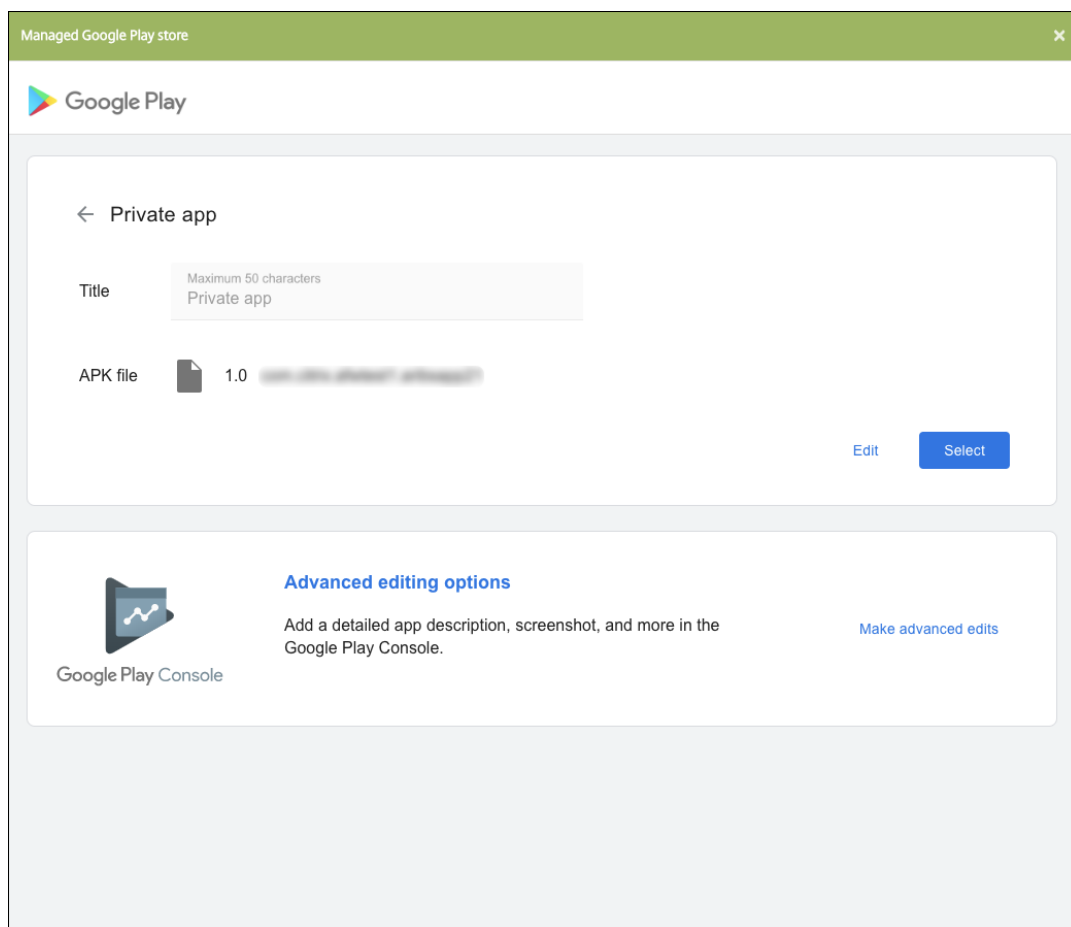 Managed Google Play store
Google Play
Private app
Title
Maximum 50 characters
Private app
APK file 1.0
Edit Select
Advanced editing options
Add a detailed app description, screenshot, and more in the
Google Play Console.
Make advanced edits
Google Play Console